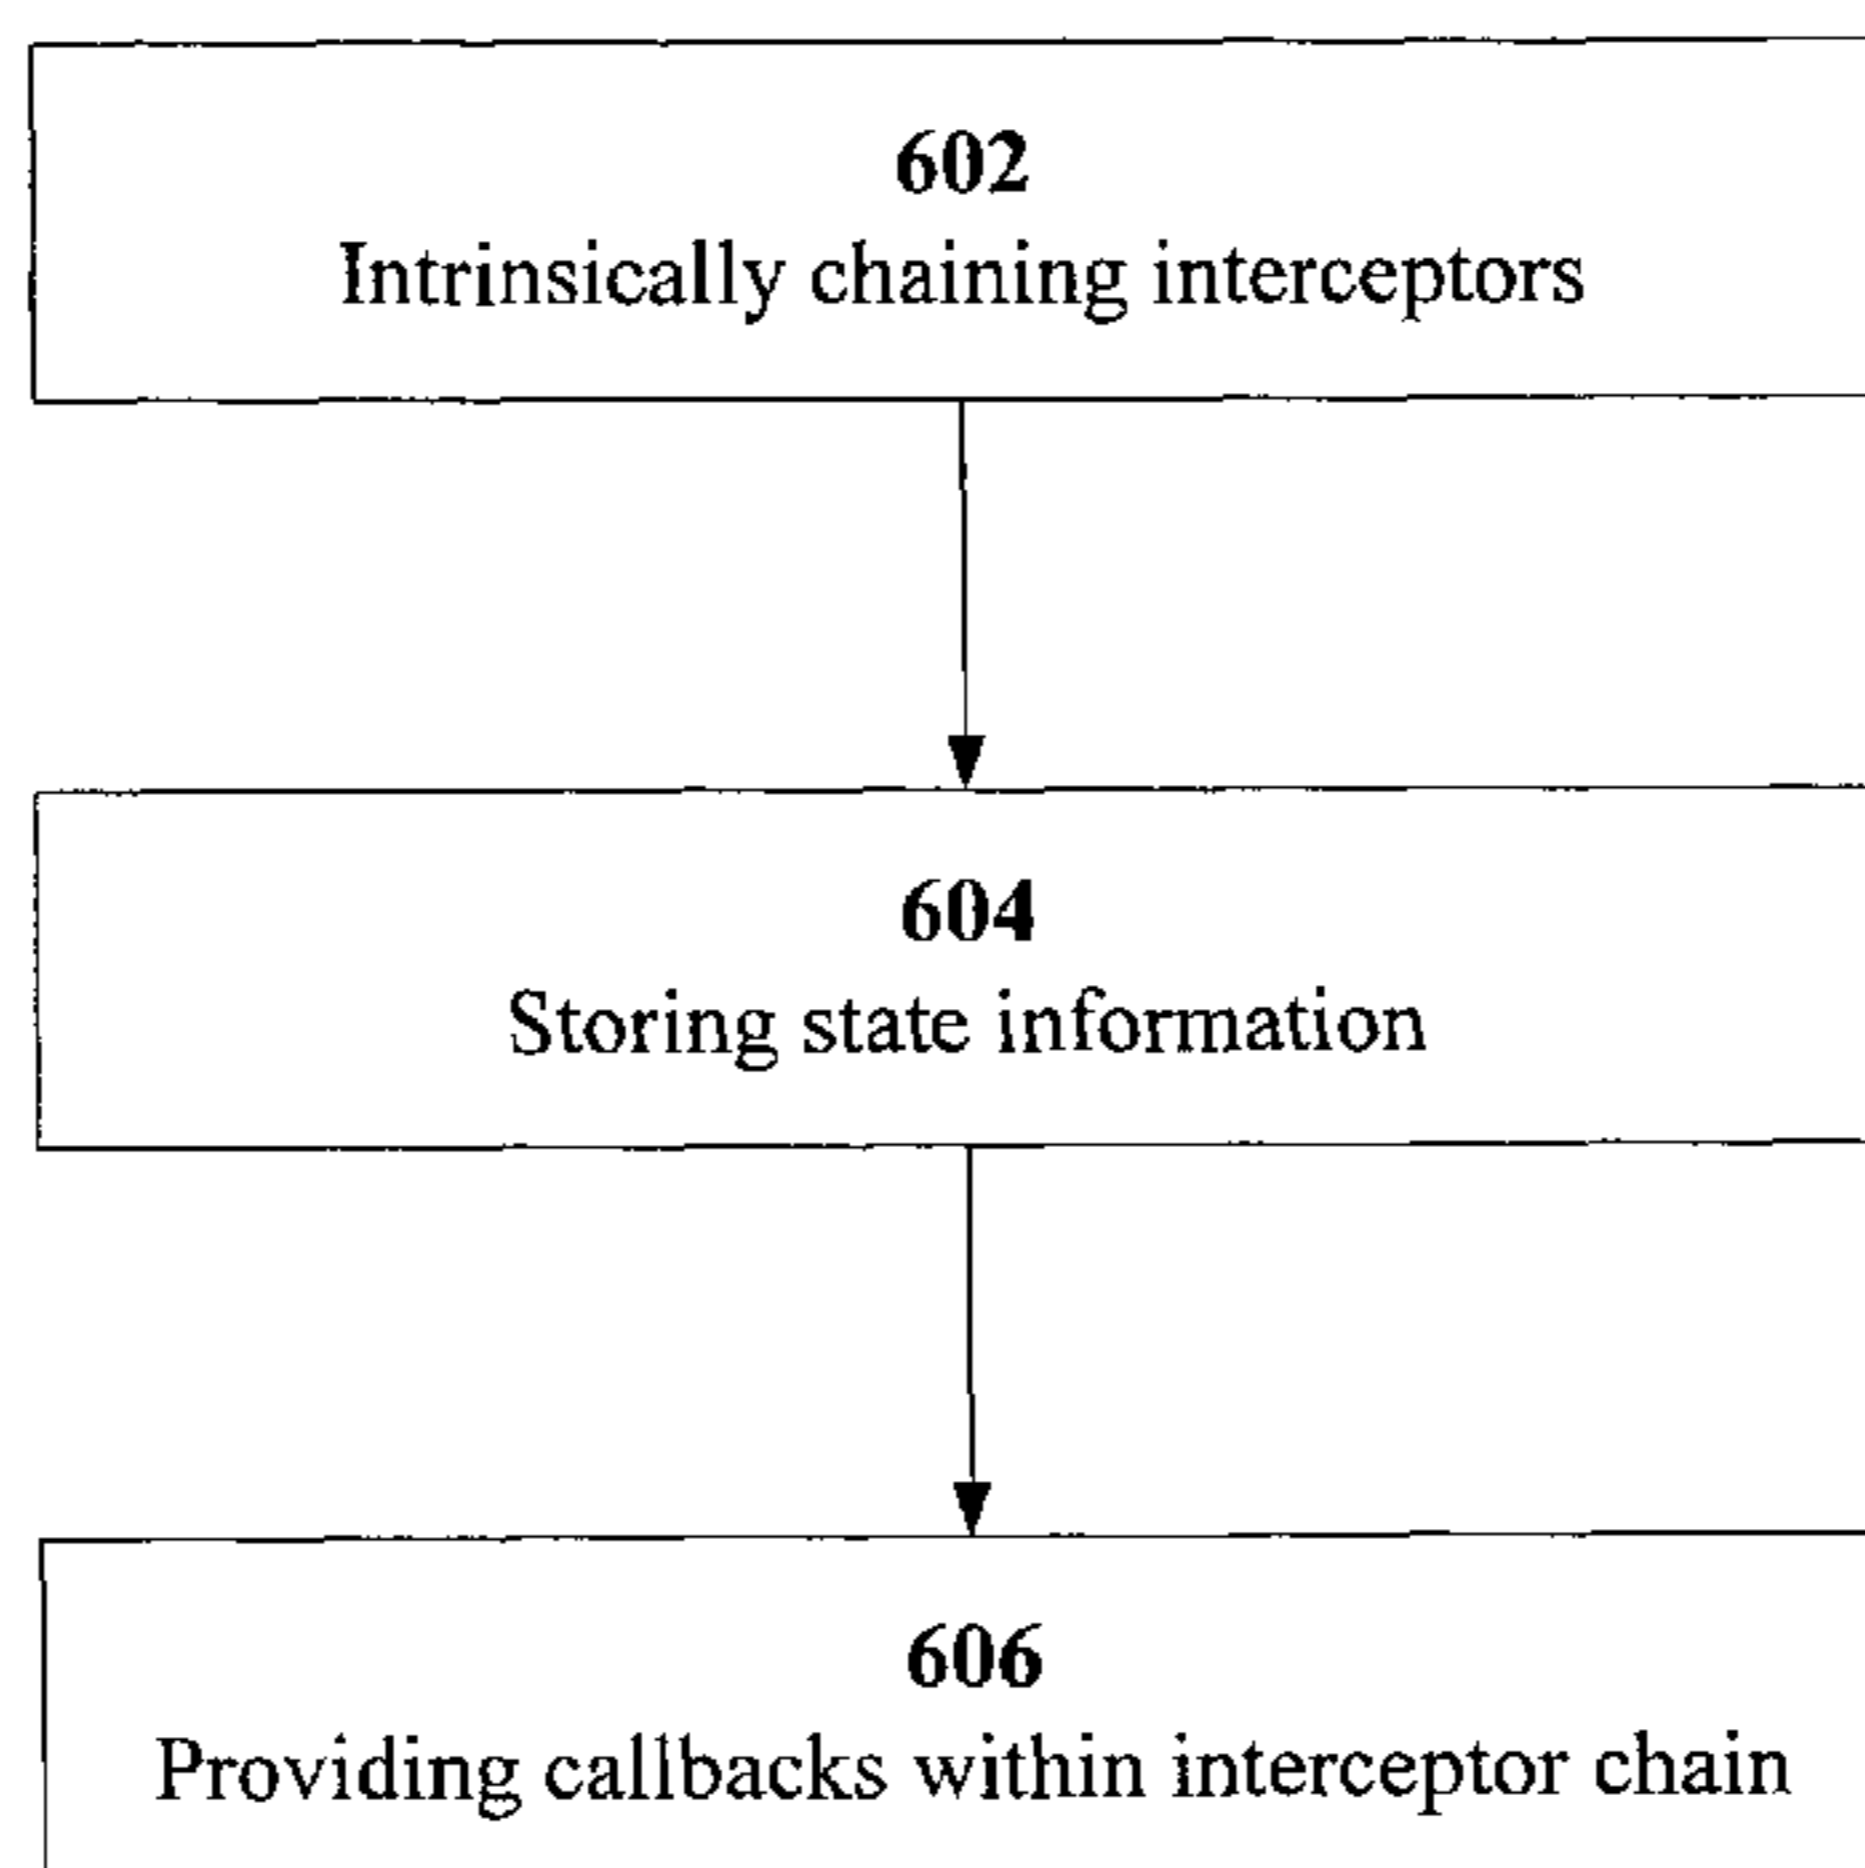 602
Intrinsically chaining interceptors
604
Storing state information
606
Providing callbacks within interceptor chain